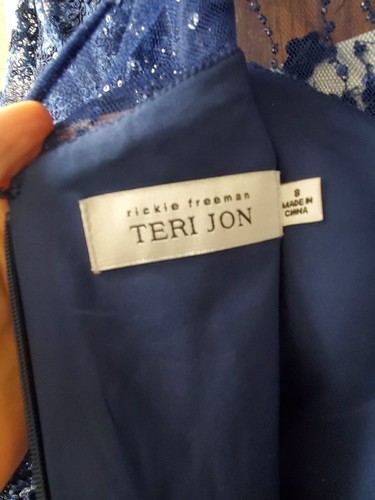 rickie freeman
TERI JON
8
MADE IN
CHINA